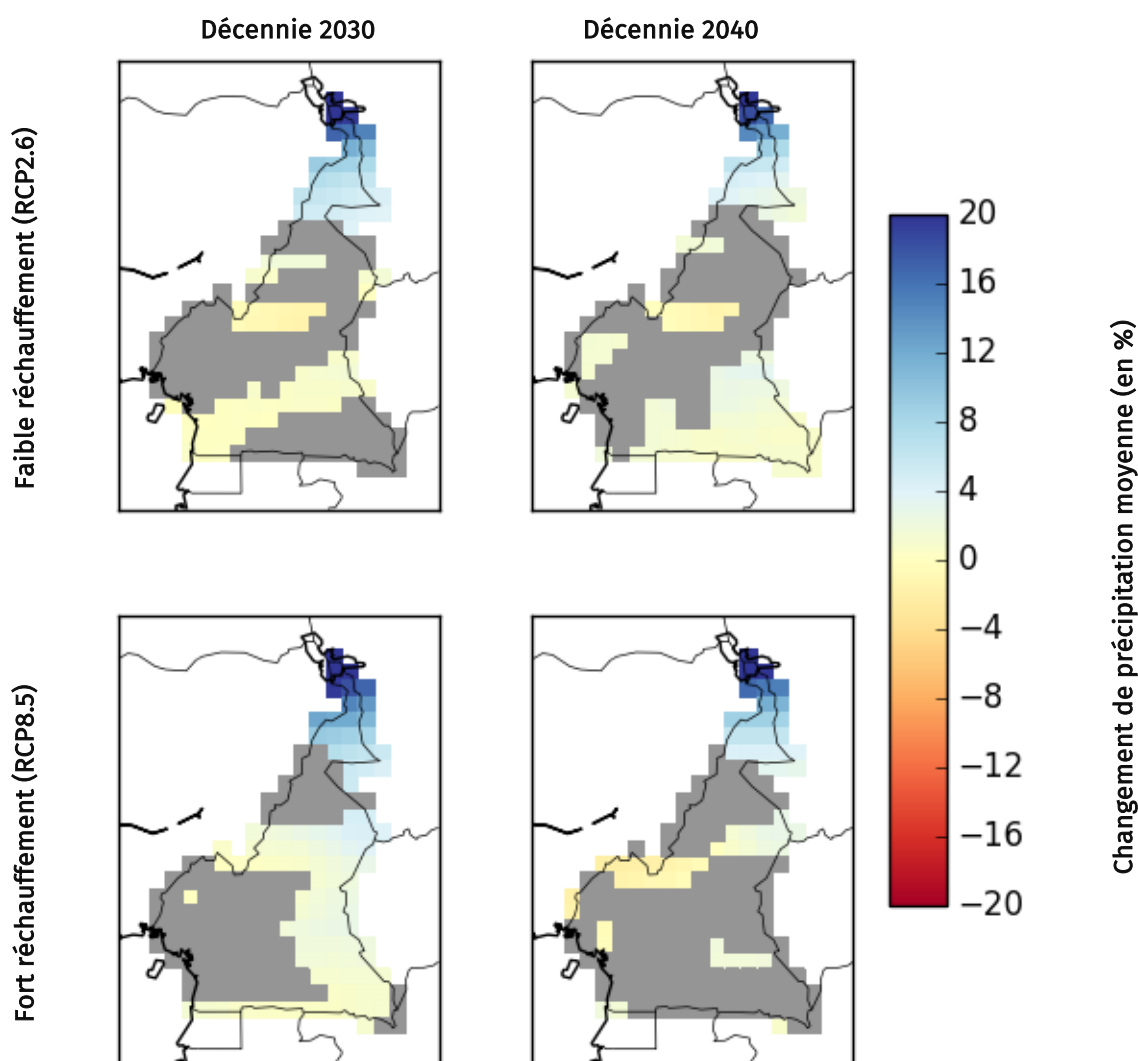 Décennie 2030
Décennie 2040
Faible réchauffement (RCP2.6)
Fort réchauffement (RCP8.5)
20
16
12
8
4
0
−4
−8
−12
−16
−20
Changement de précipitation moyenne (en %)